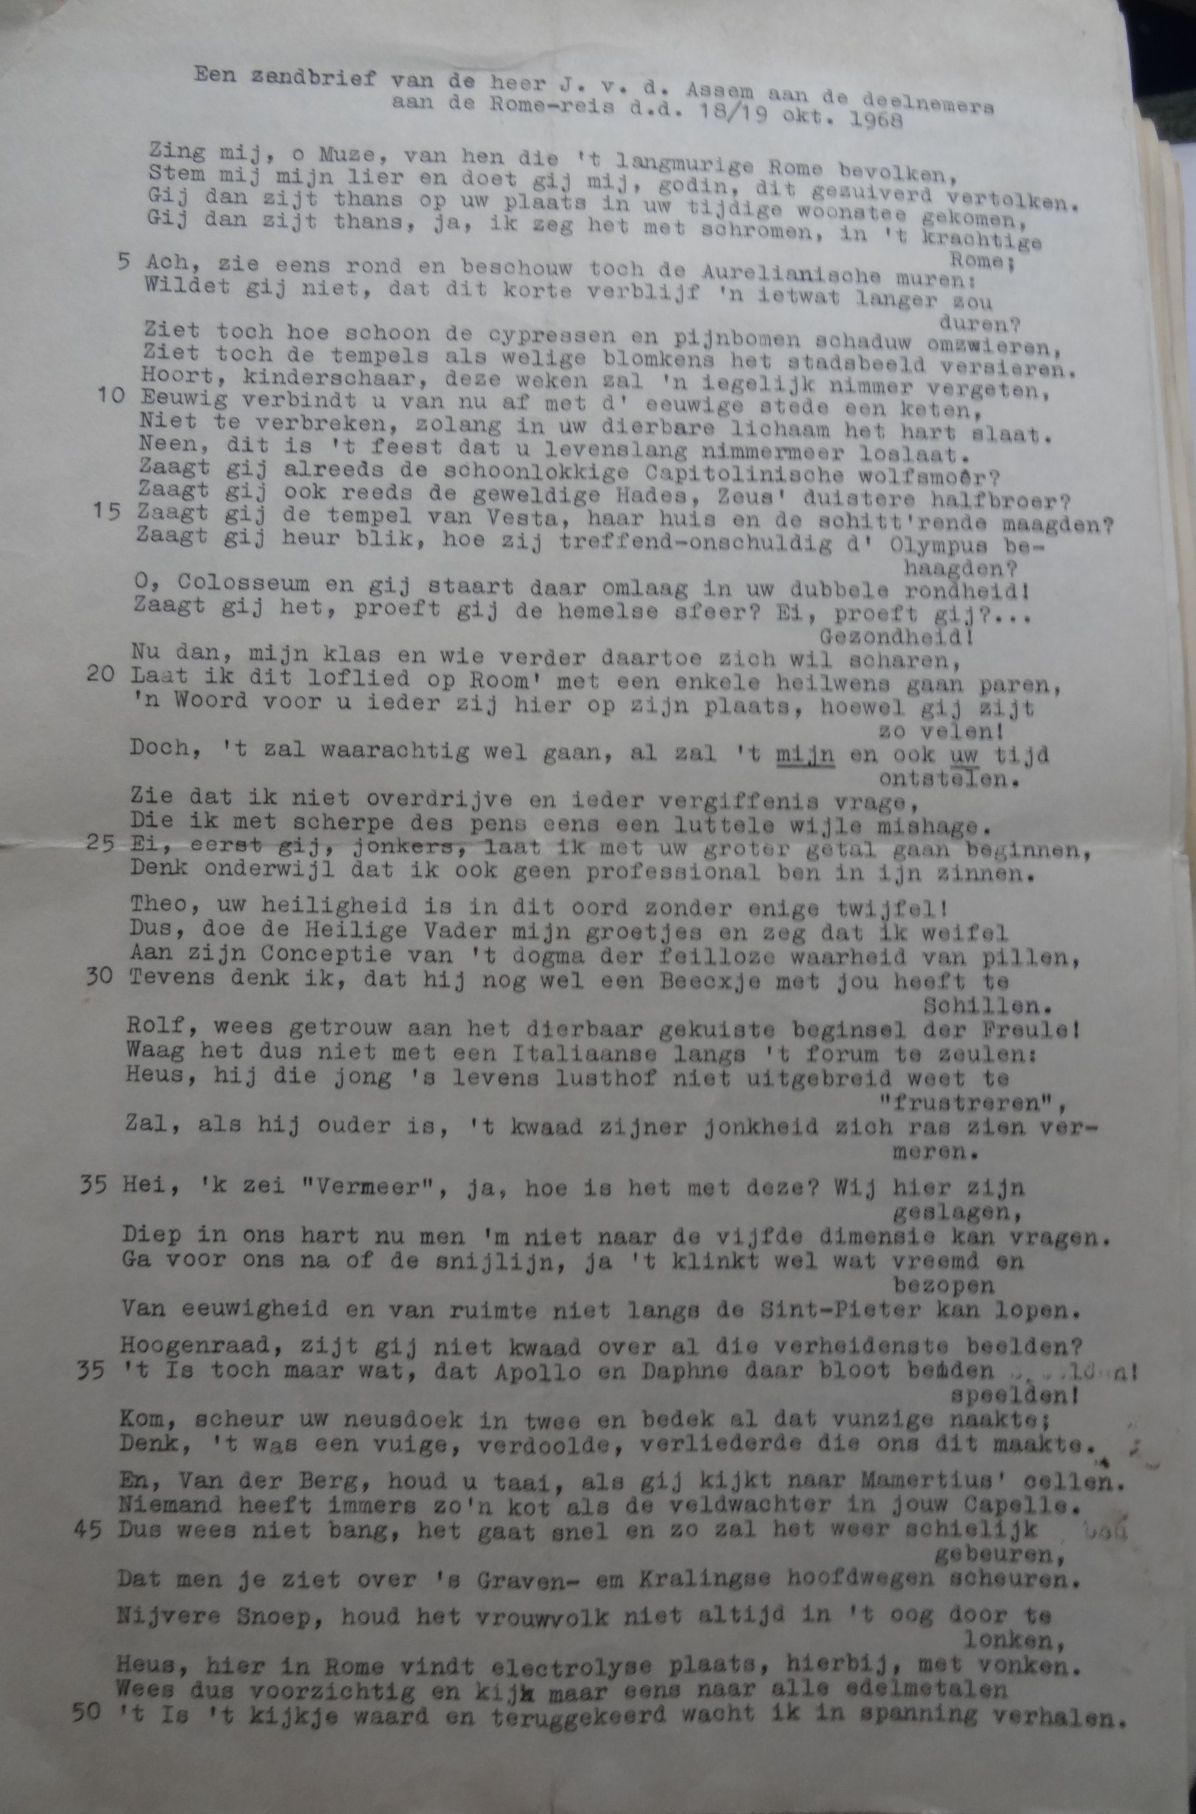 Een zendbrief van de heer J. v. d. Assem aan de deelnemers
aan de Rome-reis d.d. 18/19 okt. 1968
Zing mij, o Muze, van hen die 't langmurige Rome bevolken,
Stem mij mijn lier en doet gij mij, godin, dit gezuiverd vertolken.
Gij dan zijt thans op uw plaats in uw tijdige woonstee gekomen,
Gij dan zijt thans, ja, ik zeg het met schromen, in 't krachtige
Rome;
5 Ach, zie eens rond en beschouw toch de Aurelianische muren:
Wildet gij niet, dat dit korte verblijf 'n ietwat langer zou
duren?
Ziet toch hoe schoon de cypressen en pijnbomen schaduw omzwieren,
Ziet toch de tempels als welige blomkens het stadsbeeld versieren.
Hoort, kinderschaar, deze weken zal 'n iegelijk nimmer vergeten,
10 Eeuwig verbindt u van nu af met d' eeuwige stede een keten,
Niet te verbreken, zolang in uw dierbare lichaam het hart slaat.
Neen, dit is 't feest dat u levenslang nimmermeer loslaat.
Zaagt gij alreeds de schoonlokkige Capitolinische wolfsmoêr?
Zaagt gij ook reeds de geweldige Hades, Zeus' duistere halfbroer?
15 Zaagt gij de tempel van Vesta, haar huis en de schitt'rende maagden?
Zaagt gij heur blik, hoe zij treffend-onschuldig d' Olympus be-
haagden?
O, Colosseum en gij staart daar omlaag in uw dubbele rondheid!
Zaagt gij het, proeft gij de hemelse sfeer? Ei, proeft gij?...
Gezondheid!
Nu dan, mijn klas en wie verder daartoe zich wil scharen,
20 Laat ik dit loflied op Room' met een enkele heilwens gaan paren,
'n Woord voor u ieder zij hier op zijn plaats, hoewel gij zijt
zo velen!
Doch, 't zal waarachtig wel gaan, al zal 't mijn en ook uw tijd
ontstelen.
Zie dat ik niet overdrijve en ieder vergiffenis vrage,
Die ik met scherpe des pens eens een luttele wijle mishage.
25 Ei, eerst gij, jonkers, laat ik met uw groter getal gaan beginnen,
Denk onderwijl dat ik ook geen professional ben in ijn zinnen.
Theo, uw heiligheid is in dit oord zonder enige twijfel!
Dus, doe de Heilige Vader mijn groetjes en zeg dat ik weifel
Aan zijn Conceptie van 't dogma der feilloze waarheid van pillen,
30 Tevens denk ik, dat hij nog wel een Beecxje met jou heeft te
Schillen.
Rolf, wees getrouw aan het dierbaar gekuiste beginsel der Freule!
Waag het dus niet met een Italiaanse langs 't forum te zeulen:
Heus, hij die jong 's levens lusthof niet uitgebreid weet te
"frustreren",
Zal, als hij ouder is, 't kwaad zijner jonkheid zich ras zien ver-
meren.
35 Hei, 'k zei "Vermeer", ja, hoe is het met deze? Wij hier zijn
geslagen,
Diep in ons hart nu men 'm niet naar de vijfde dimensie kan vragen.
Ga voor ons na of de snijlijn, ja 't klinkt wel wat vreemd en
bezopen
Van eeuwigheid en van ruimte niet langs de Sint-Pieter kan lopen.
Hoogenraad, zijt gij niet kwaad over al die verheidenste beelden?
35 't Is toch maar wat, dat Apollo en Daphne daar bloot benden
speelden!
Kom, scheur uw neusdoek in twee en bedek al dat vunzige naakte;
Denk, 't was een vuige, verdoolde, verliederde die ons dit maakte.
En, Van der Berg, houd u taai, als gij kijkt naar Mamertius' cellen.
Niemand heeft immers zo'n kot als de veldwachter in jouw Capelle.
45 Dus wees niet bang, het gaat snel en zo zal het weer schielijk
gebeuren,
Dat men je ziet over 's Graven- em Kralingse hoofdwegen scheuren.
Nijvere Snoep, houd het vrouwvolk niet altijd in 't oog door te
lonken,
Heus, hier in Rome vindt electrolyse plaats, hierbij, met vonken.
Wees dus voorzichtig en kijk maar eens naar alle edelmetalen
50 't Is 't kijkje waard en teruggekeerd wacht ik in spanning verhalen.